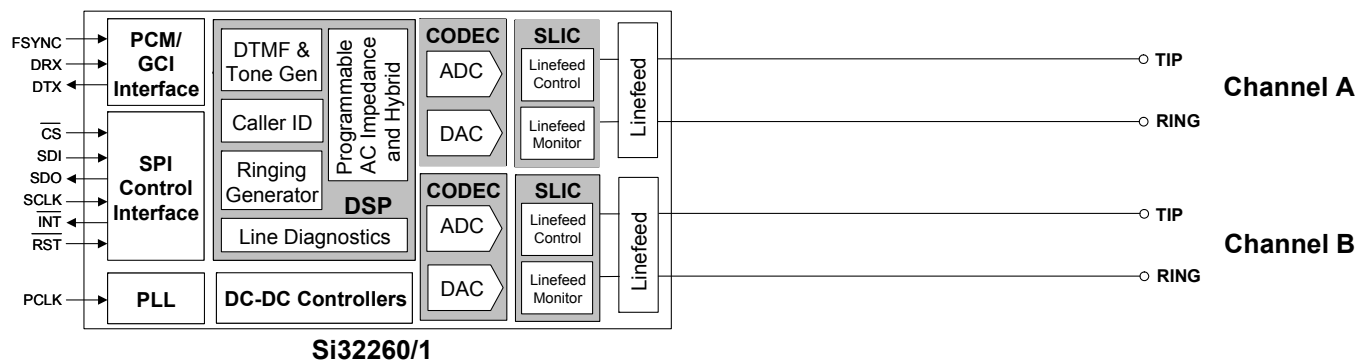 FSYNC
DRX
DTX
CS
SDI
SDO
SCLK
INT
RST
PCLK
PCM/
GCI
Interface
SPI
Control
Interface
PLL
DTMF &
Tone Gen
Caller ID
Ringing
Generator
Programmable
AC Impedance
and Hybrid
DSP
Line Diagnostics
DC-DC Controllers
CODEC
ADC
DAC
SLIC
Linefeed
Control
Linefeed
Monitor
Linefeed
TIP
RING
Channel A
CODEC
ADC
DAC
SLIC
Linefeed
Control
Linefeed
Monitor
Linefeed
TIP
RING
Channel B
Si32260/1